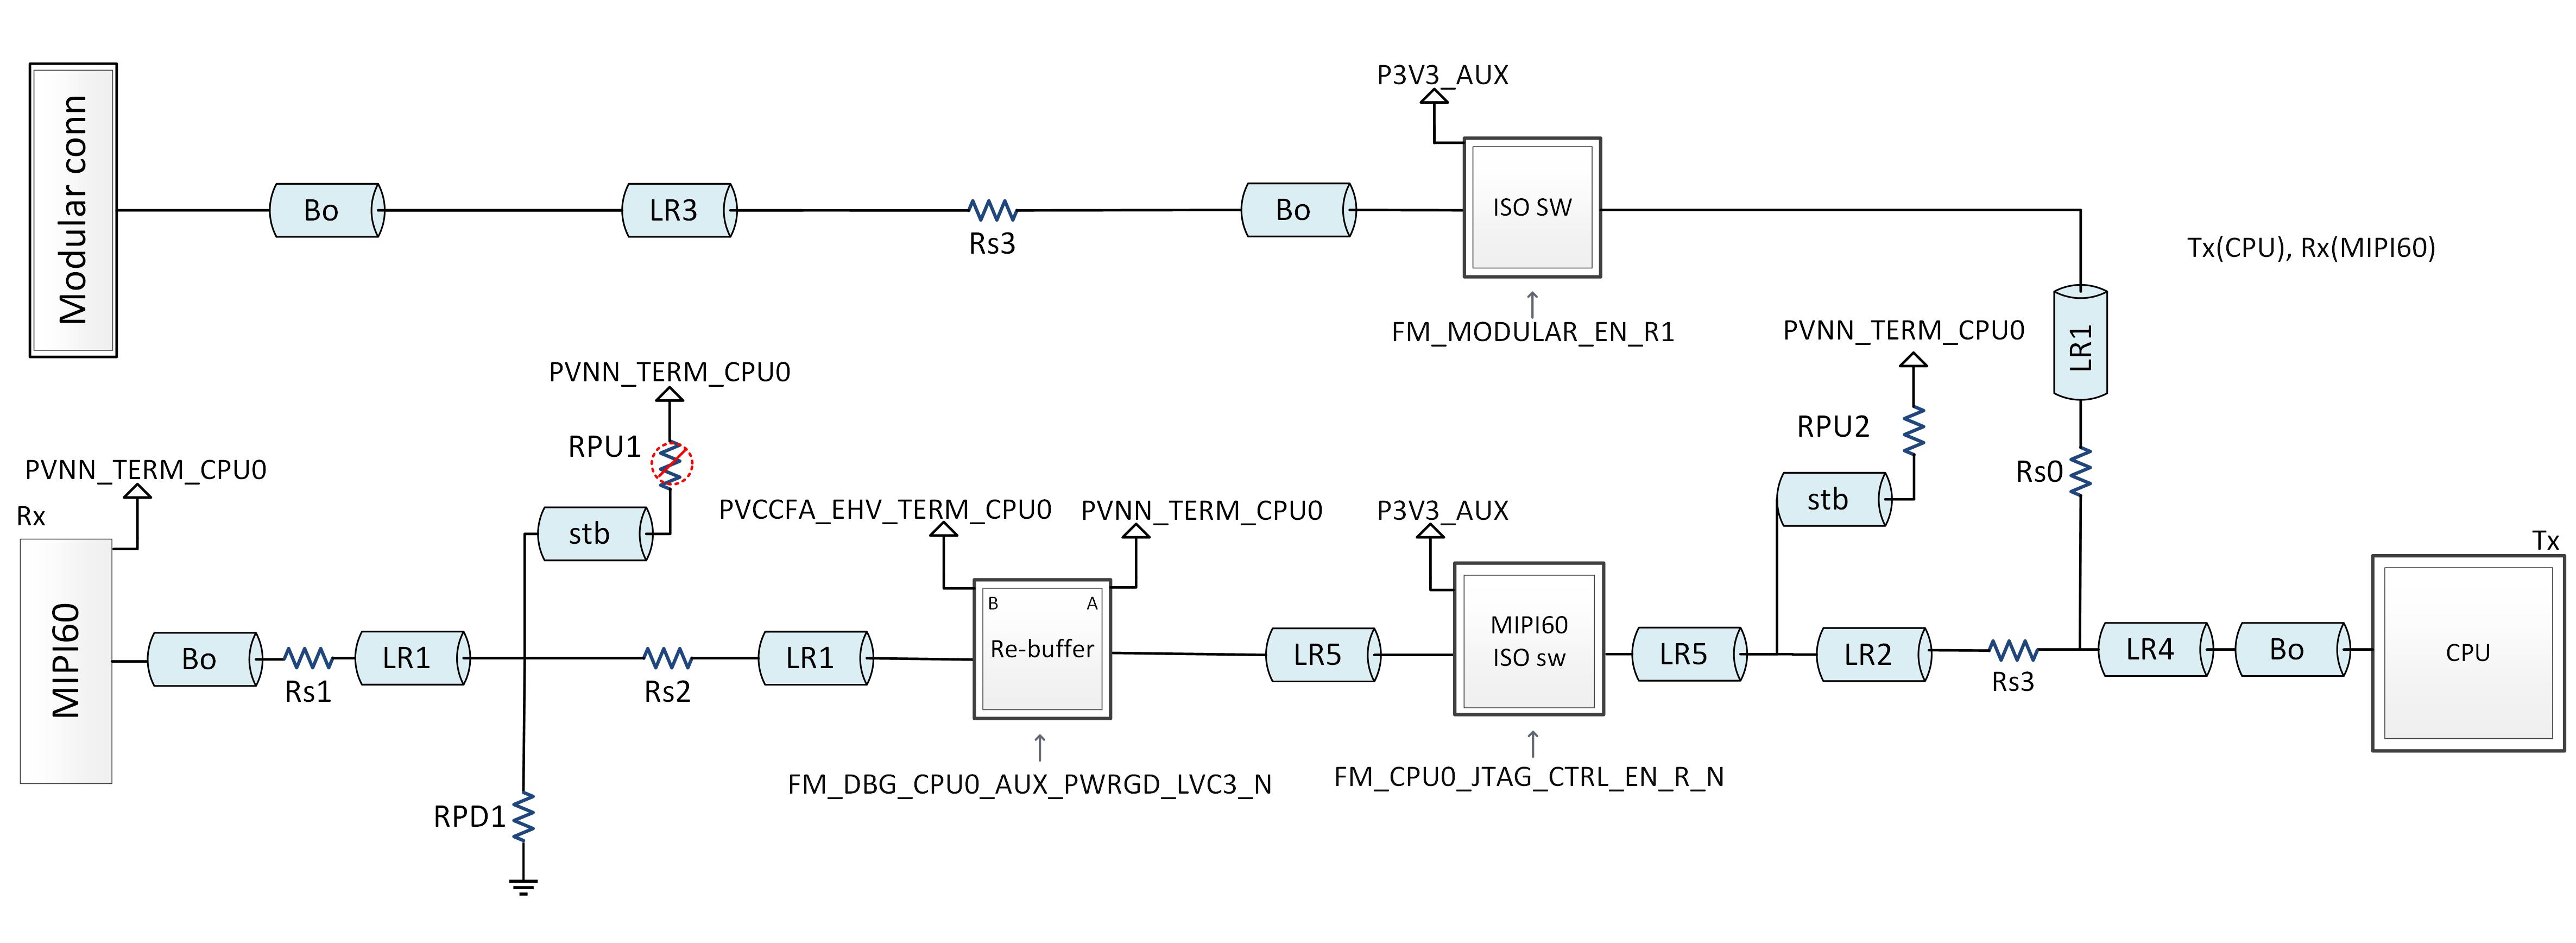 P3V3_AUX
Modular conn
Bo
LR3
Rs3
Bo
ISO SW
Tx(CPU), Rx(MIPI60)
FM_MODULAR_EN_R1
PVNN_TERM_CPU0
LR1
PVNN_TERM_CPU0
RPU1
RPU2
PVNN_TERM_CPU0
Rs0
Rx
stb
stb
PVCCFA_EHV_TERM_CPU0
PVNN_TERM_CPU0
P3V3_AUX
Tx
MIPI60
Bo
Rs1
LR1
Rs2
LR1
B
A
Re-buffer
LR5
MIPI60
ISO sw
LR5
LR2
Rs3
LR4
Bo
CPU
FM_DBG_CPU0_AUX_PWRGD_LVC3_N
FM_CPU0_JTAG_CTRL_EN_R_N
RPD1